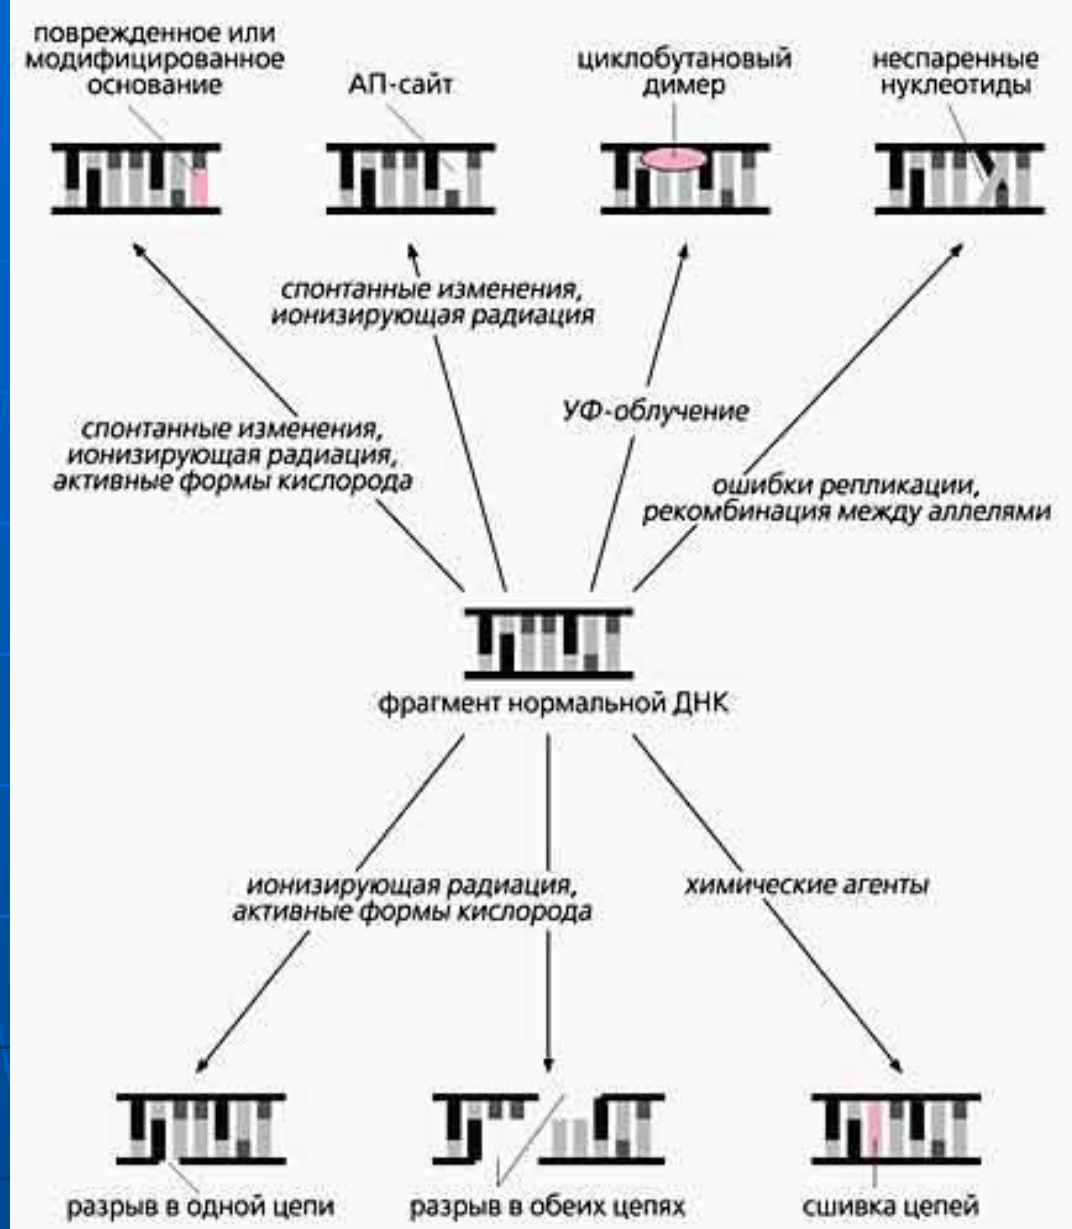 поврежденное или
модифицированное
основание
АП-сайт
циклобутановый
димер
неспаренные
нуклеотиды
спонтанные изменения,
ионизирующая радиация
спонтанные изменения,
ионизирующая радиация,
активные формы кислорода
УФ-облучение
ошибки репликации,
рекомбинация между аллелями
фрагмент нормальной ДНК
ионизирующая радиация,
активные формы кислорода
химические агенты
разрыв в одной цепи
разрыв в обеих цепях
сшивка цепей